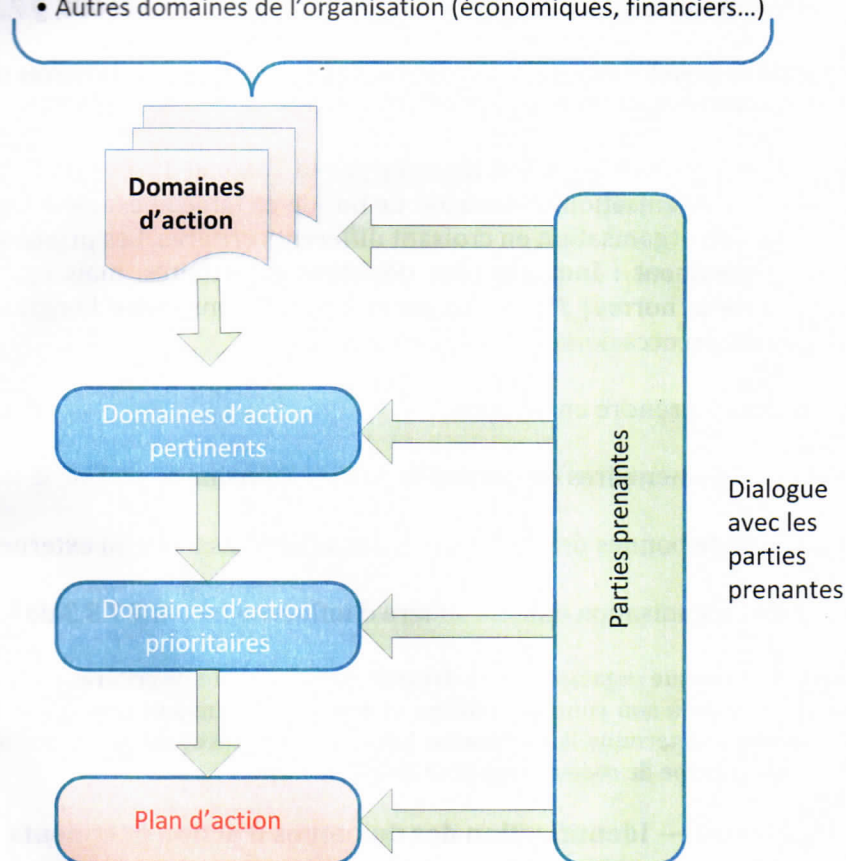 • Autres domaines de l'organisation (économiques, financiers...)
Domaines
d'action
Domaines d'action
pertinents
Domaines d'action
prioritaires
Plan d'action
Parties prenantes
Dialogue
avec les
parties
prenantes